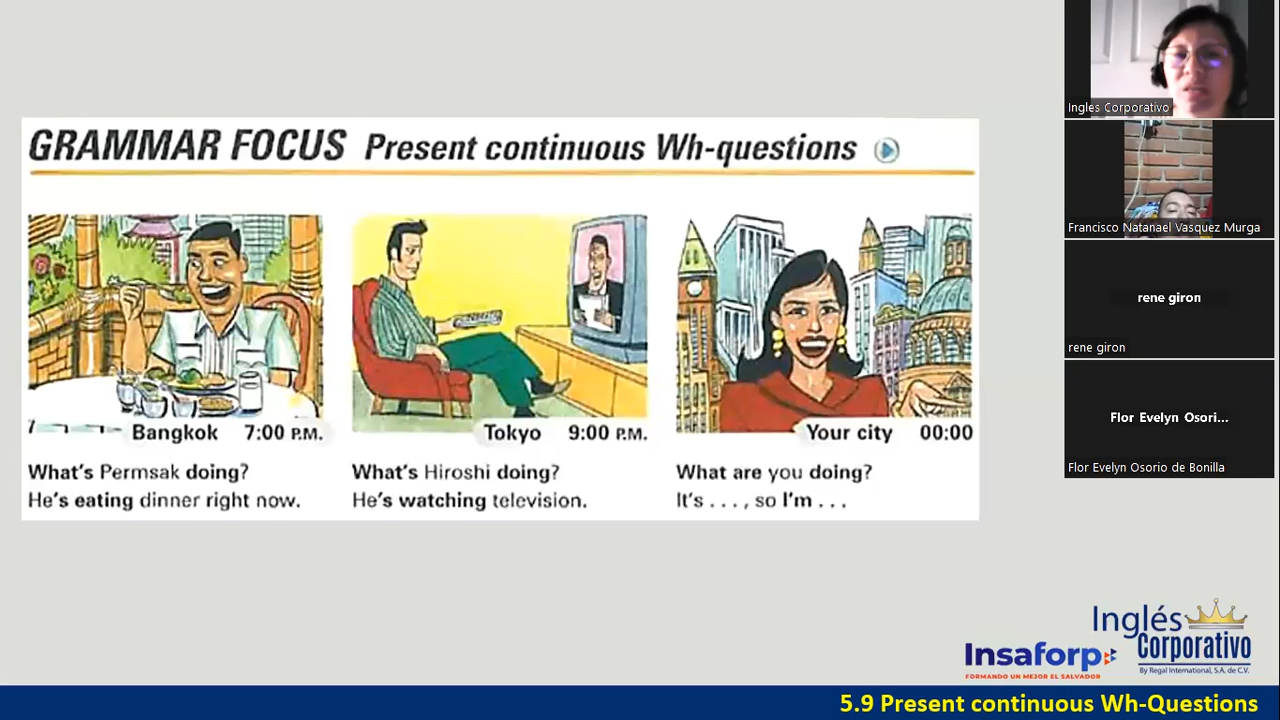 GRAMMAR FOCUS Present continuous Wh-questions
Bangkok 7:00 P.M.
What's Permsak doing?
He's eating dinner right now.
Tokyo 9:00 P.M.
What's Hiroshi doing?
He's watching television.
Your city 00:00
What are you doing?
It's . . . , so I'm . . .
Ingles Corporativo
Francisco Natanael Vasquez Murga
rene giron
rene giron
Flor Evelyn Osori...
Flor Evelyn Osorio de Bonilla
Inglés
Corporativo
By Regal International, S.A. de C.V.
Insaforp
FORMANDO UN MEJOR EL SALVADOR
5.9 Present continuous Wh-Questions